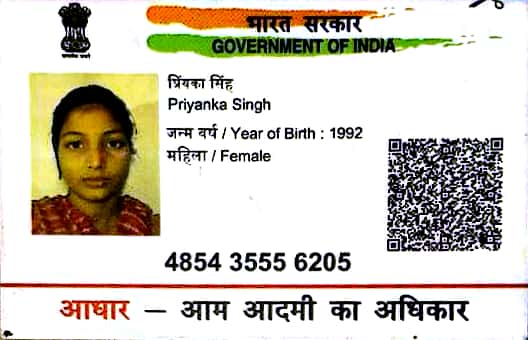 भारत सरकार
GOVERNMENT OF INDIA
प्रिंयका सिंह
Priyanka Singh
जन्म वर्ष / Year of Birth : 1992
महिला / Female
4854 3555 6205
आधार — आम आदमी का अधिकार